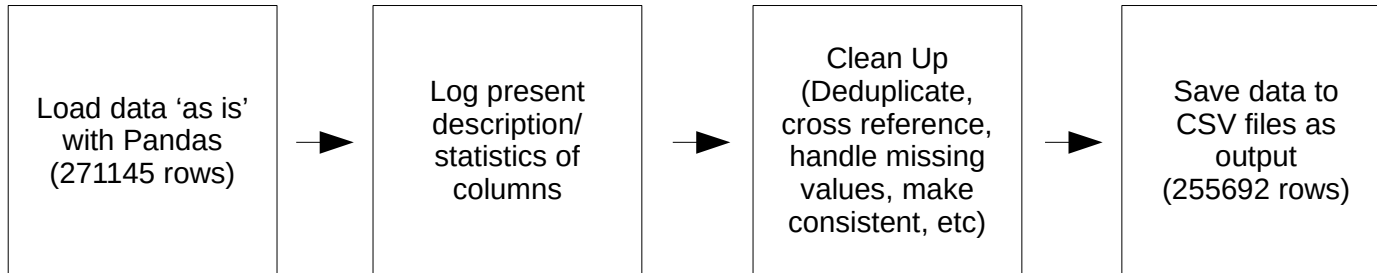 Load data ‘as is’
with Pandas
(271145 rows)
Log present
description/
statistics of
columns
Clean Up
(Deduplicate,
cross reference,
handle missing
values, make
consistent, etc)
Save data to
CSV files as
output
(255692 rows)